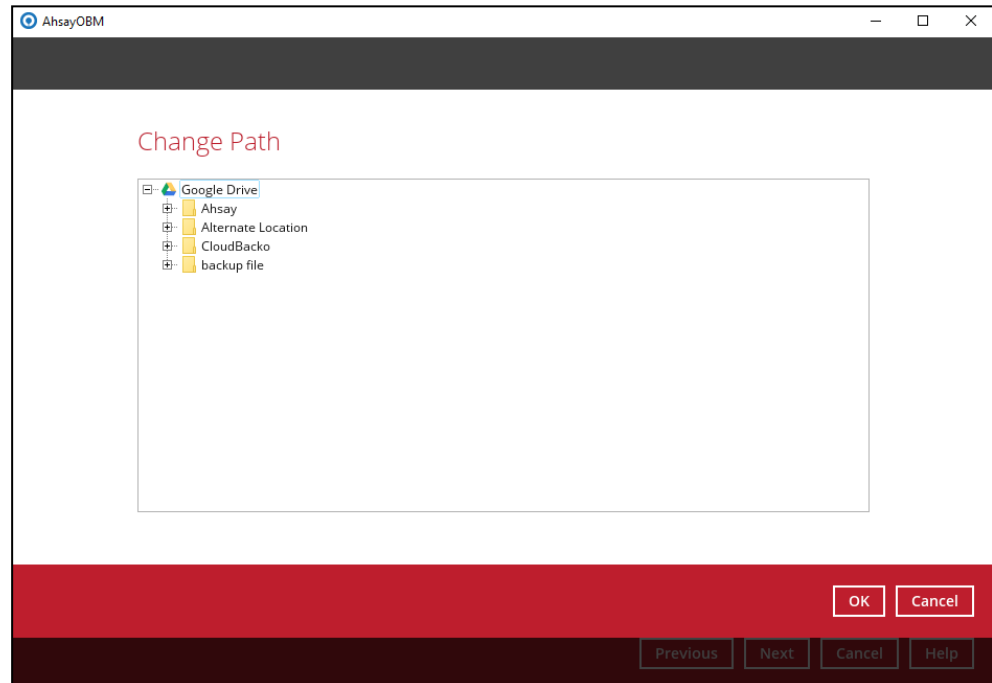 AhsayOBM
Change Path
Google Drive
Ahsay
Alternate Location
CloudBacko
backup file
OK Cancel
Previous Next Cancel Help